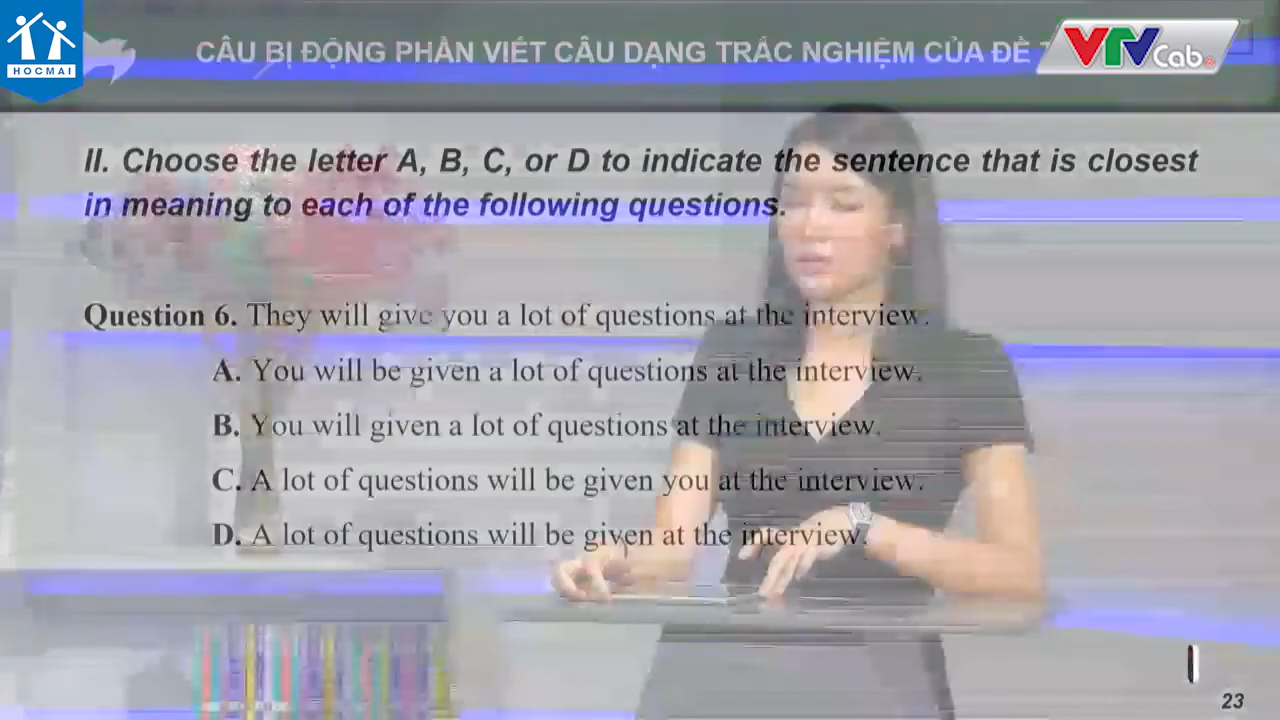 HOCMAI
CÂU BỊ ĐỘNG PHẦN VIẾT CÂU DẠNG TRẮC NGHIỆM CỦA ĐỀ
VTVCab
II. Choose the letter A, B, C, or D to indicate the sentence that is closest
in meaning to each of the following questions.
Question 6. They will give you a lot of questions at the interview.
A. You will be given a lot of questions at the interview.
B. You will given a lot of questions at the interview.
C. A lot of questions will be given you at the interview.
D. A lot of questions will be given at the interview.
23